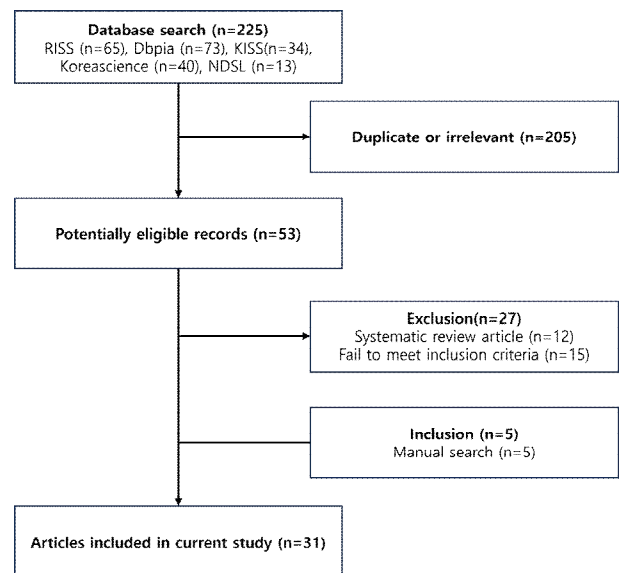 Database search (n=225)
RISS (n=65), Dbpia (n=73), KISS(n=34),
Koreascience (n=40), NDSL (n=13)
Duplicate or irrelevant (n=205)
Potentially eligible records (n=53)
Exclusion(n=27)
Systematic review article (n=12)
Fail to meet inclusion criteria (n=15)
Inclusion (n=5)
Manual search (n=5)
Articles included in current study (n=31)